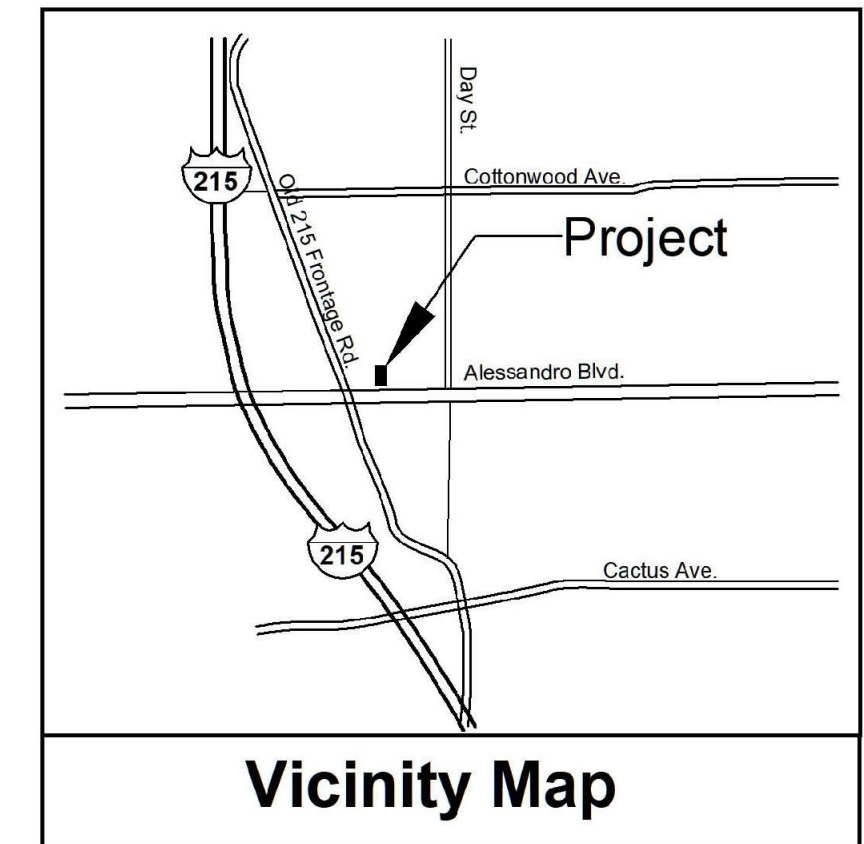 Day St.
215
Cottonwood Ave.
Old 215 Frontage Rd.
Project
Alessandro Blvd.
215
Cactus Ave.
Vicinity Map